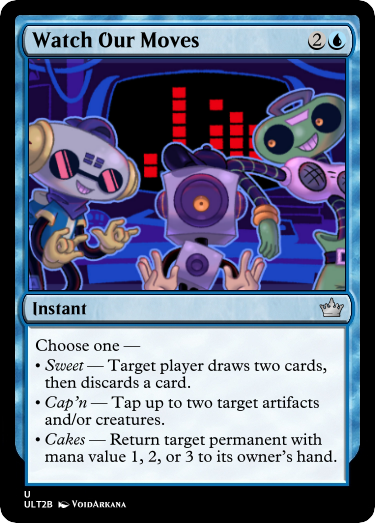 Watch Our Moves 2
Instant
Choose one —
• Sweet — Target player draws two cards,
then discards a card.
• Cap'n — Tap up to two target artifacts
and/or creatures.
• Cakes — Return target permanent with
mana value 1, 2, or 3 to its owner's hand.
U
ULT2B VoidArkana